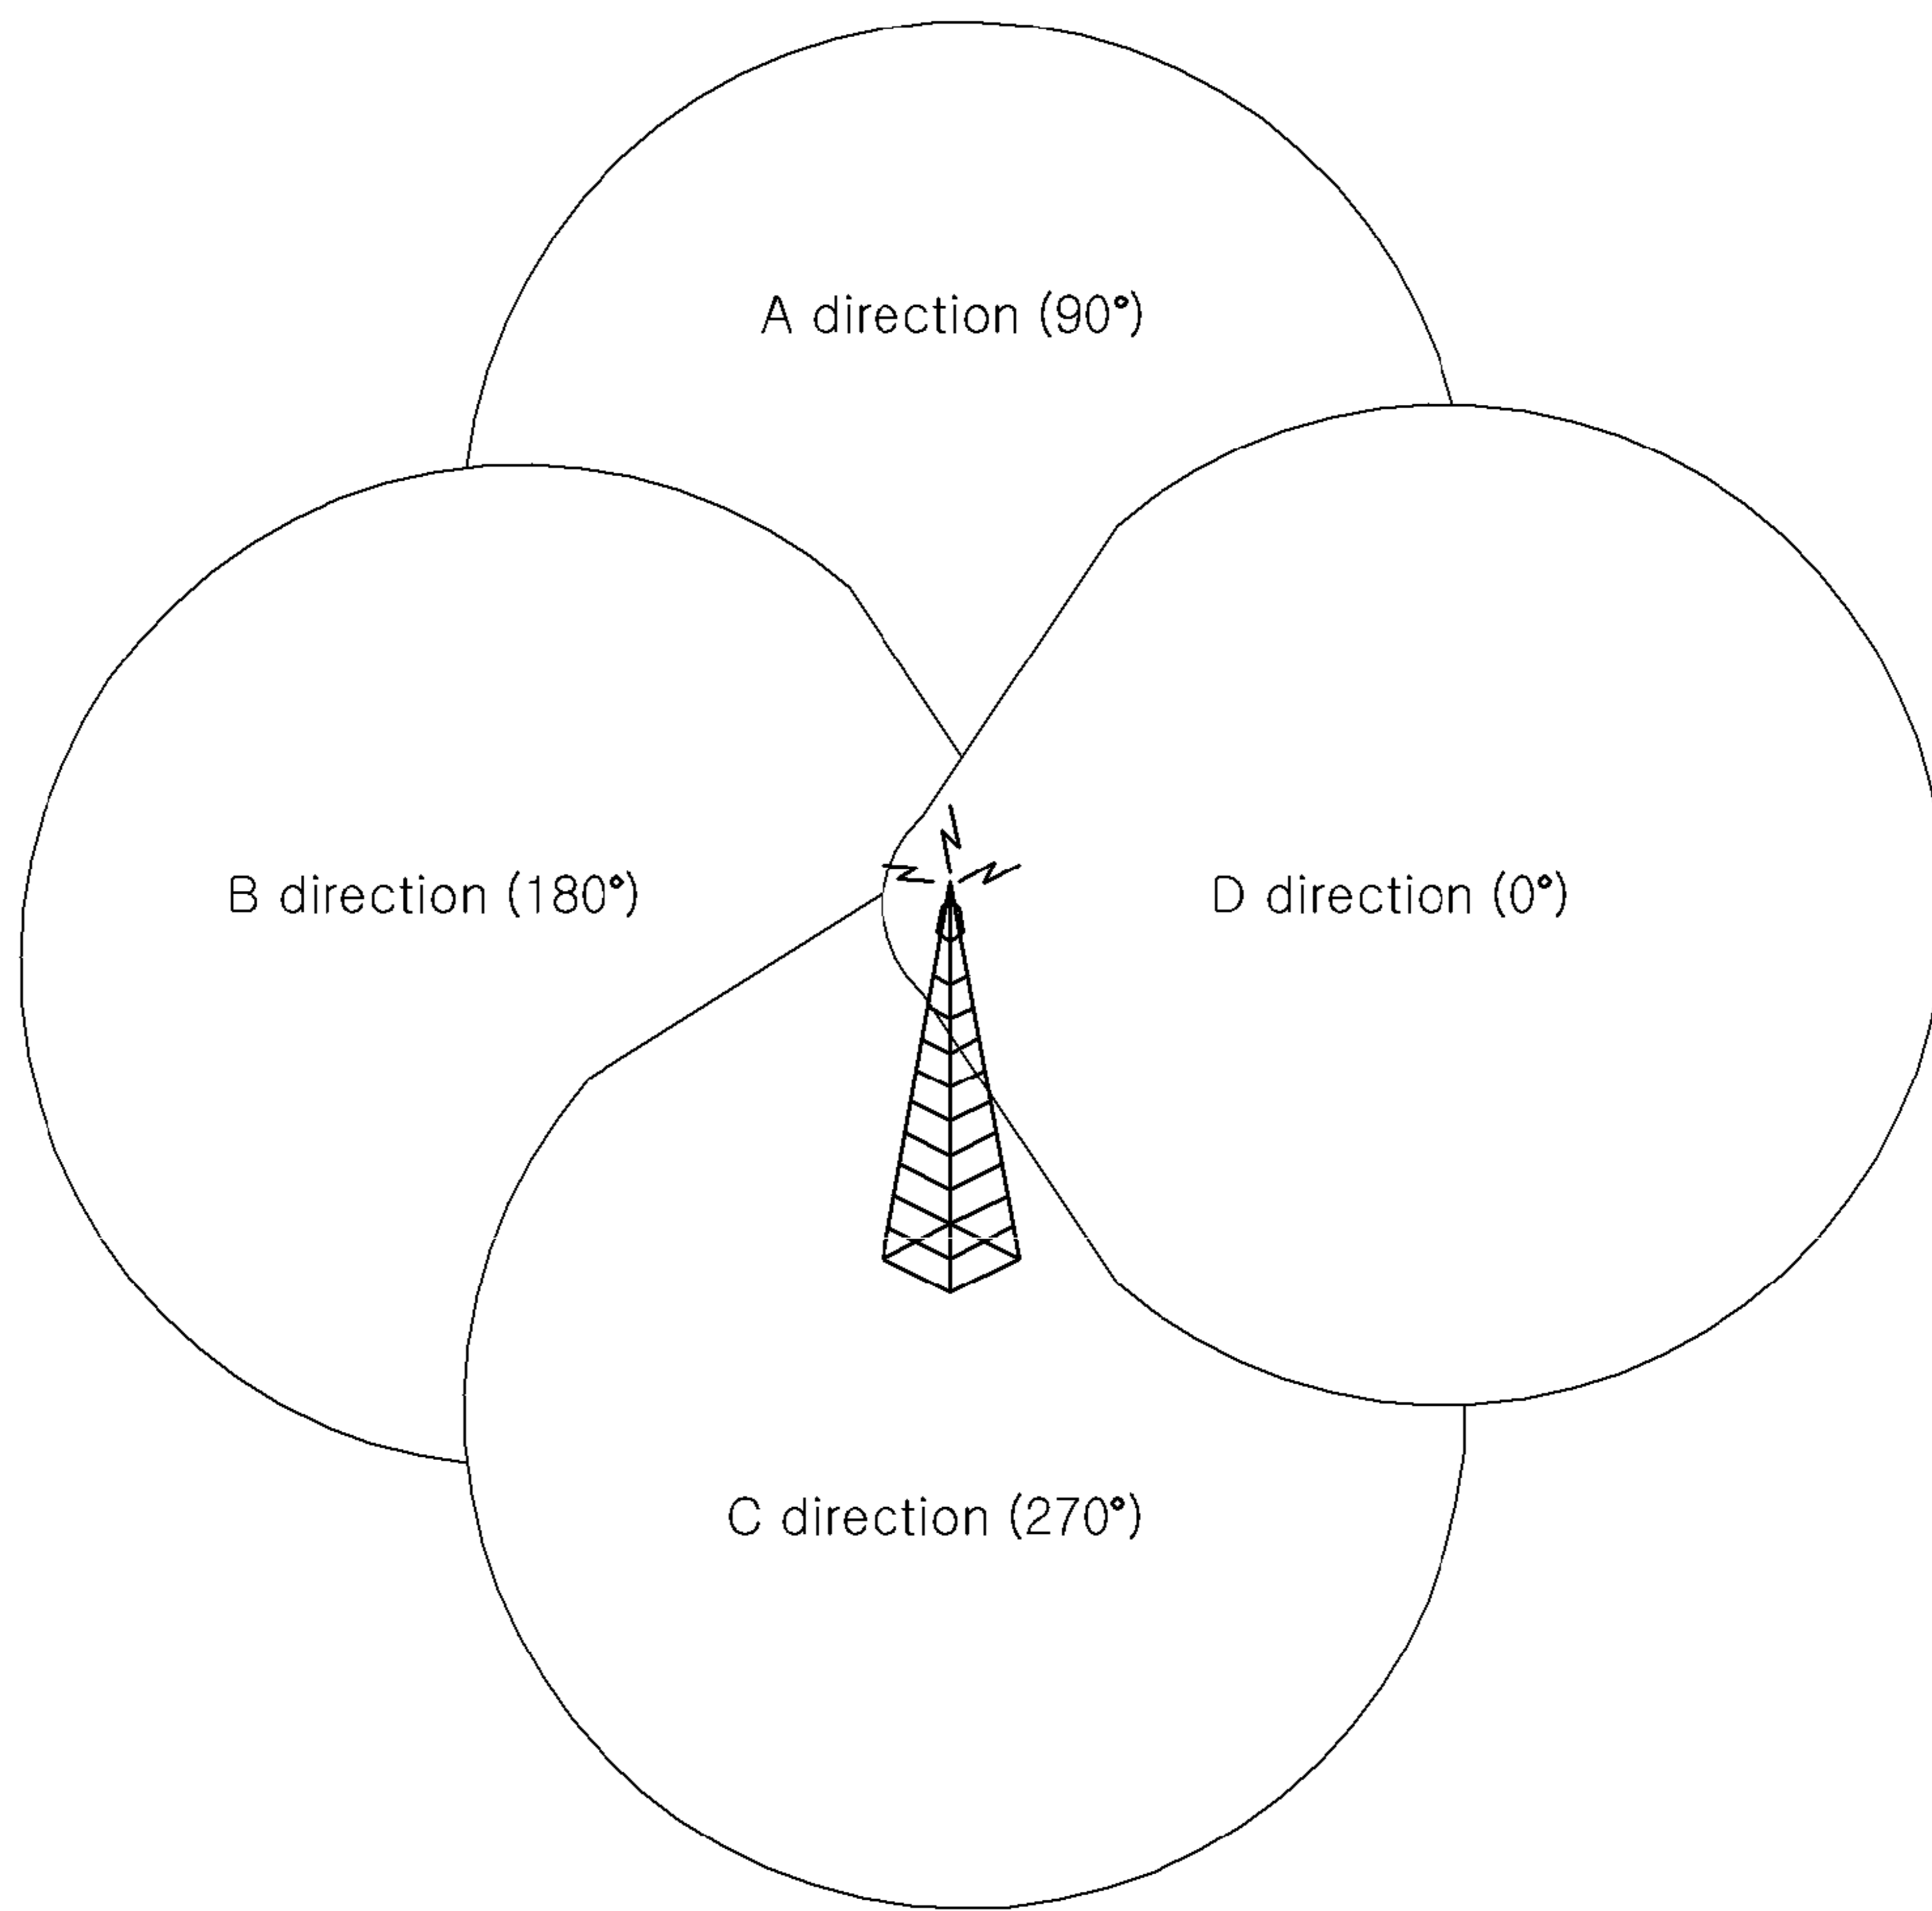 A direction (90°)
B direction (180°)
D direction (0°)
C direction (270°)